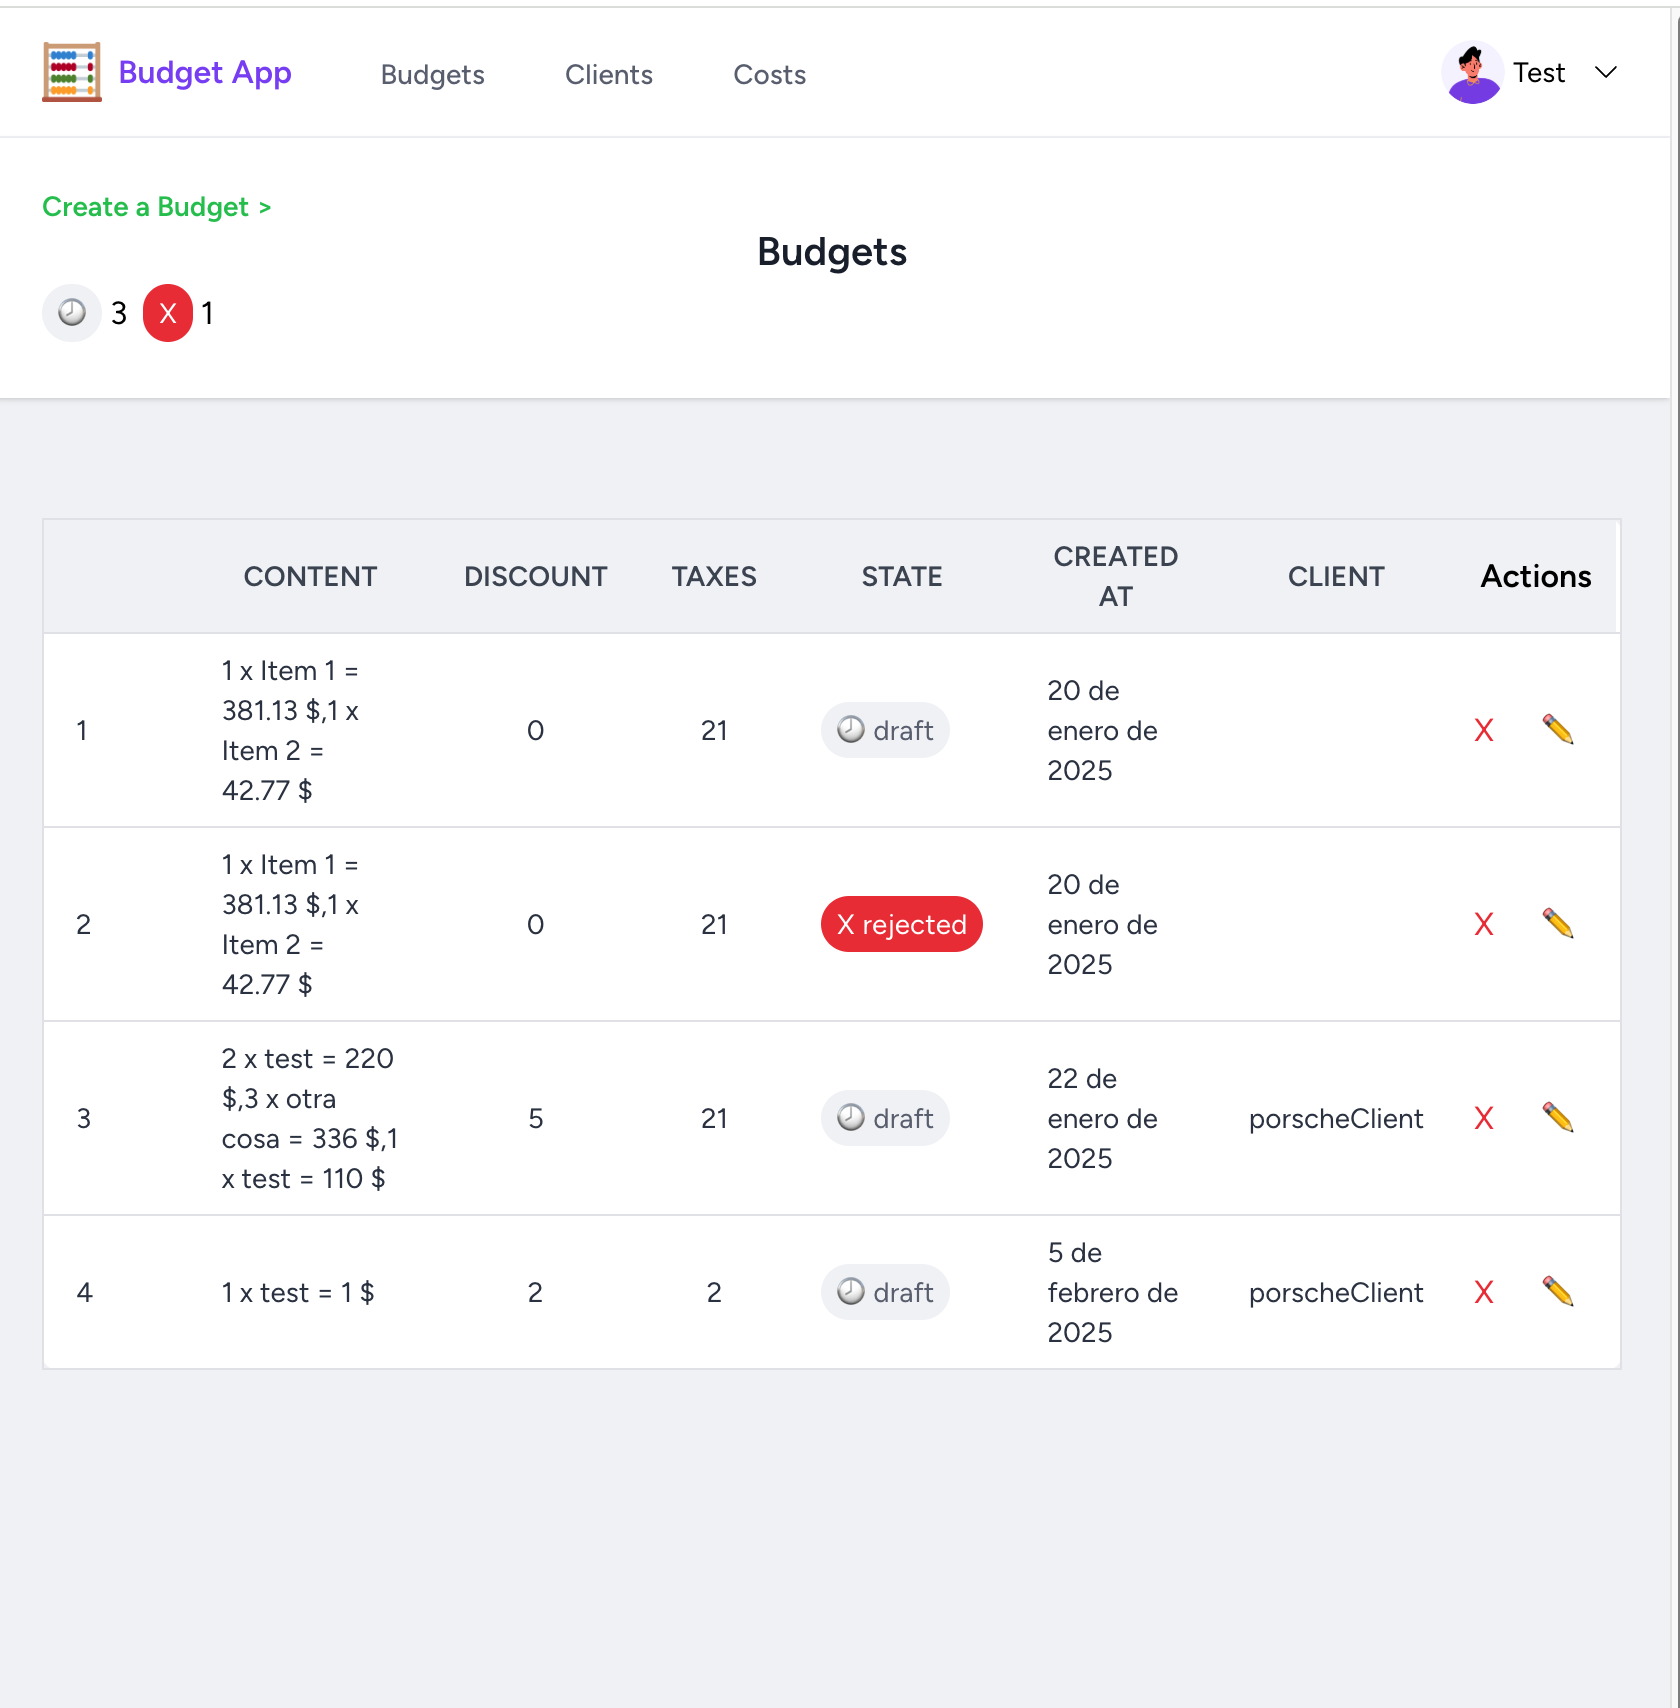 Budget App Budgets Clients Costs Test
Create a Budget >
Budgets
3 X 1
CONTENT DISCOUNT TAXES STATE CREATED AT CLIENT Actions
1
1 x Item 1 =
381.13 $,1 x
Item 2 =
42.77 $
0
21
draft
20 de
enero de
2025
X
2
1 x Item 1 =
381.13 $,1 x
Item 2 =
42.77 $
0
21
X rejected
20 de
enero de
2025
X
3
2 x test = 220
$,3 x otra
cosa = 336 $,1
x test = 110 $
5
21
draft
22 de
enero de
2025
porscheClient
X
4
1 x test = 1 $
2
2
draft
5 de
febrero de
2025
porscheClient
X